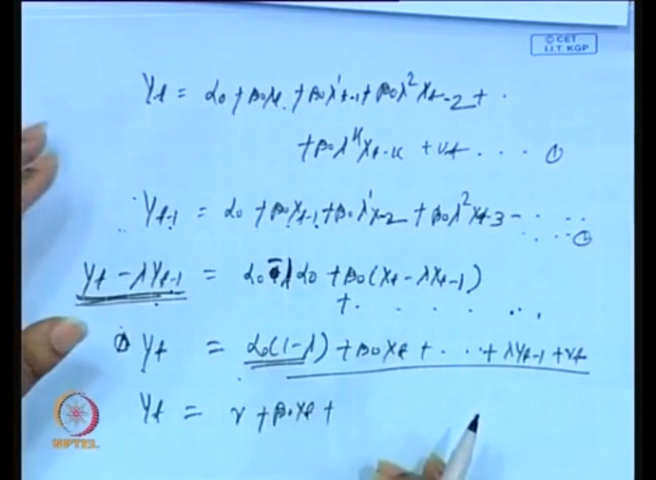 © CET
I.I.T. KGP
Yt = α0 + β0xt + β0λ¹xt-1 + β0λ²xt-2 + .
+ β0λᴷxt-k + vt . . . . ①
Yt-1 = α0 + β0xt-1 + β0λ¹xt-2 + β0λ²xt-3 - . . . . . . ②
Yt - λYt-1 = α0 - λα0 + β0(xt - λxt-1)
+ . . . . . . .
Yt = α0(1-λ) + β0xt + . . . + λYt-1 + vt
Yt = γ + β0xt +
NPTEL